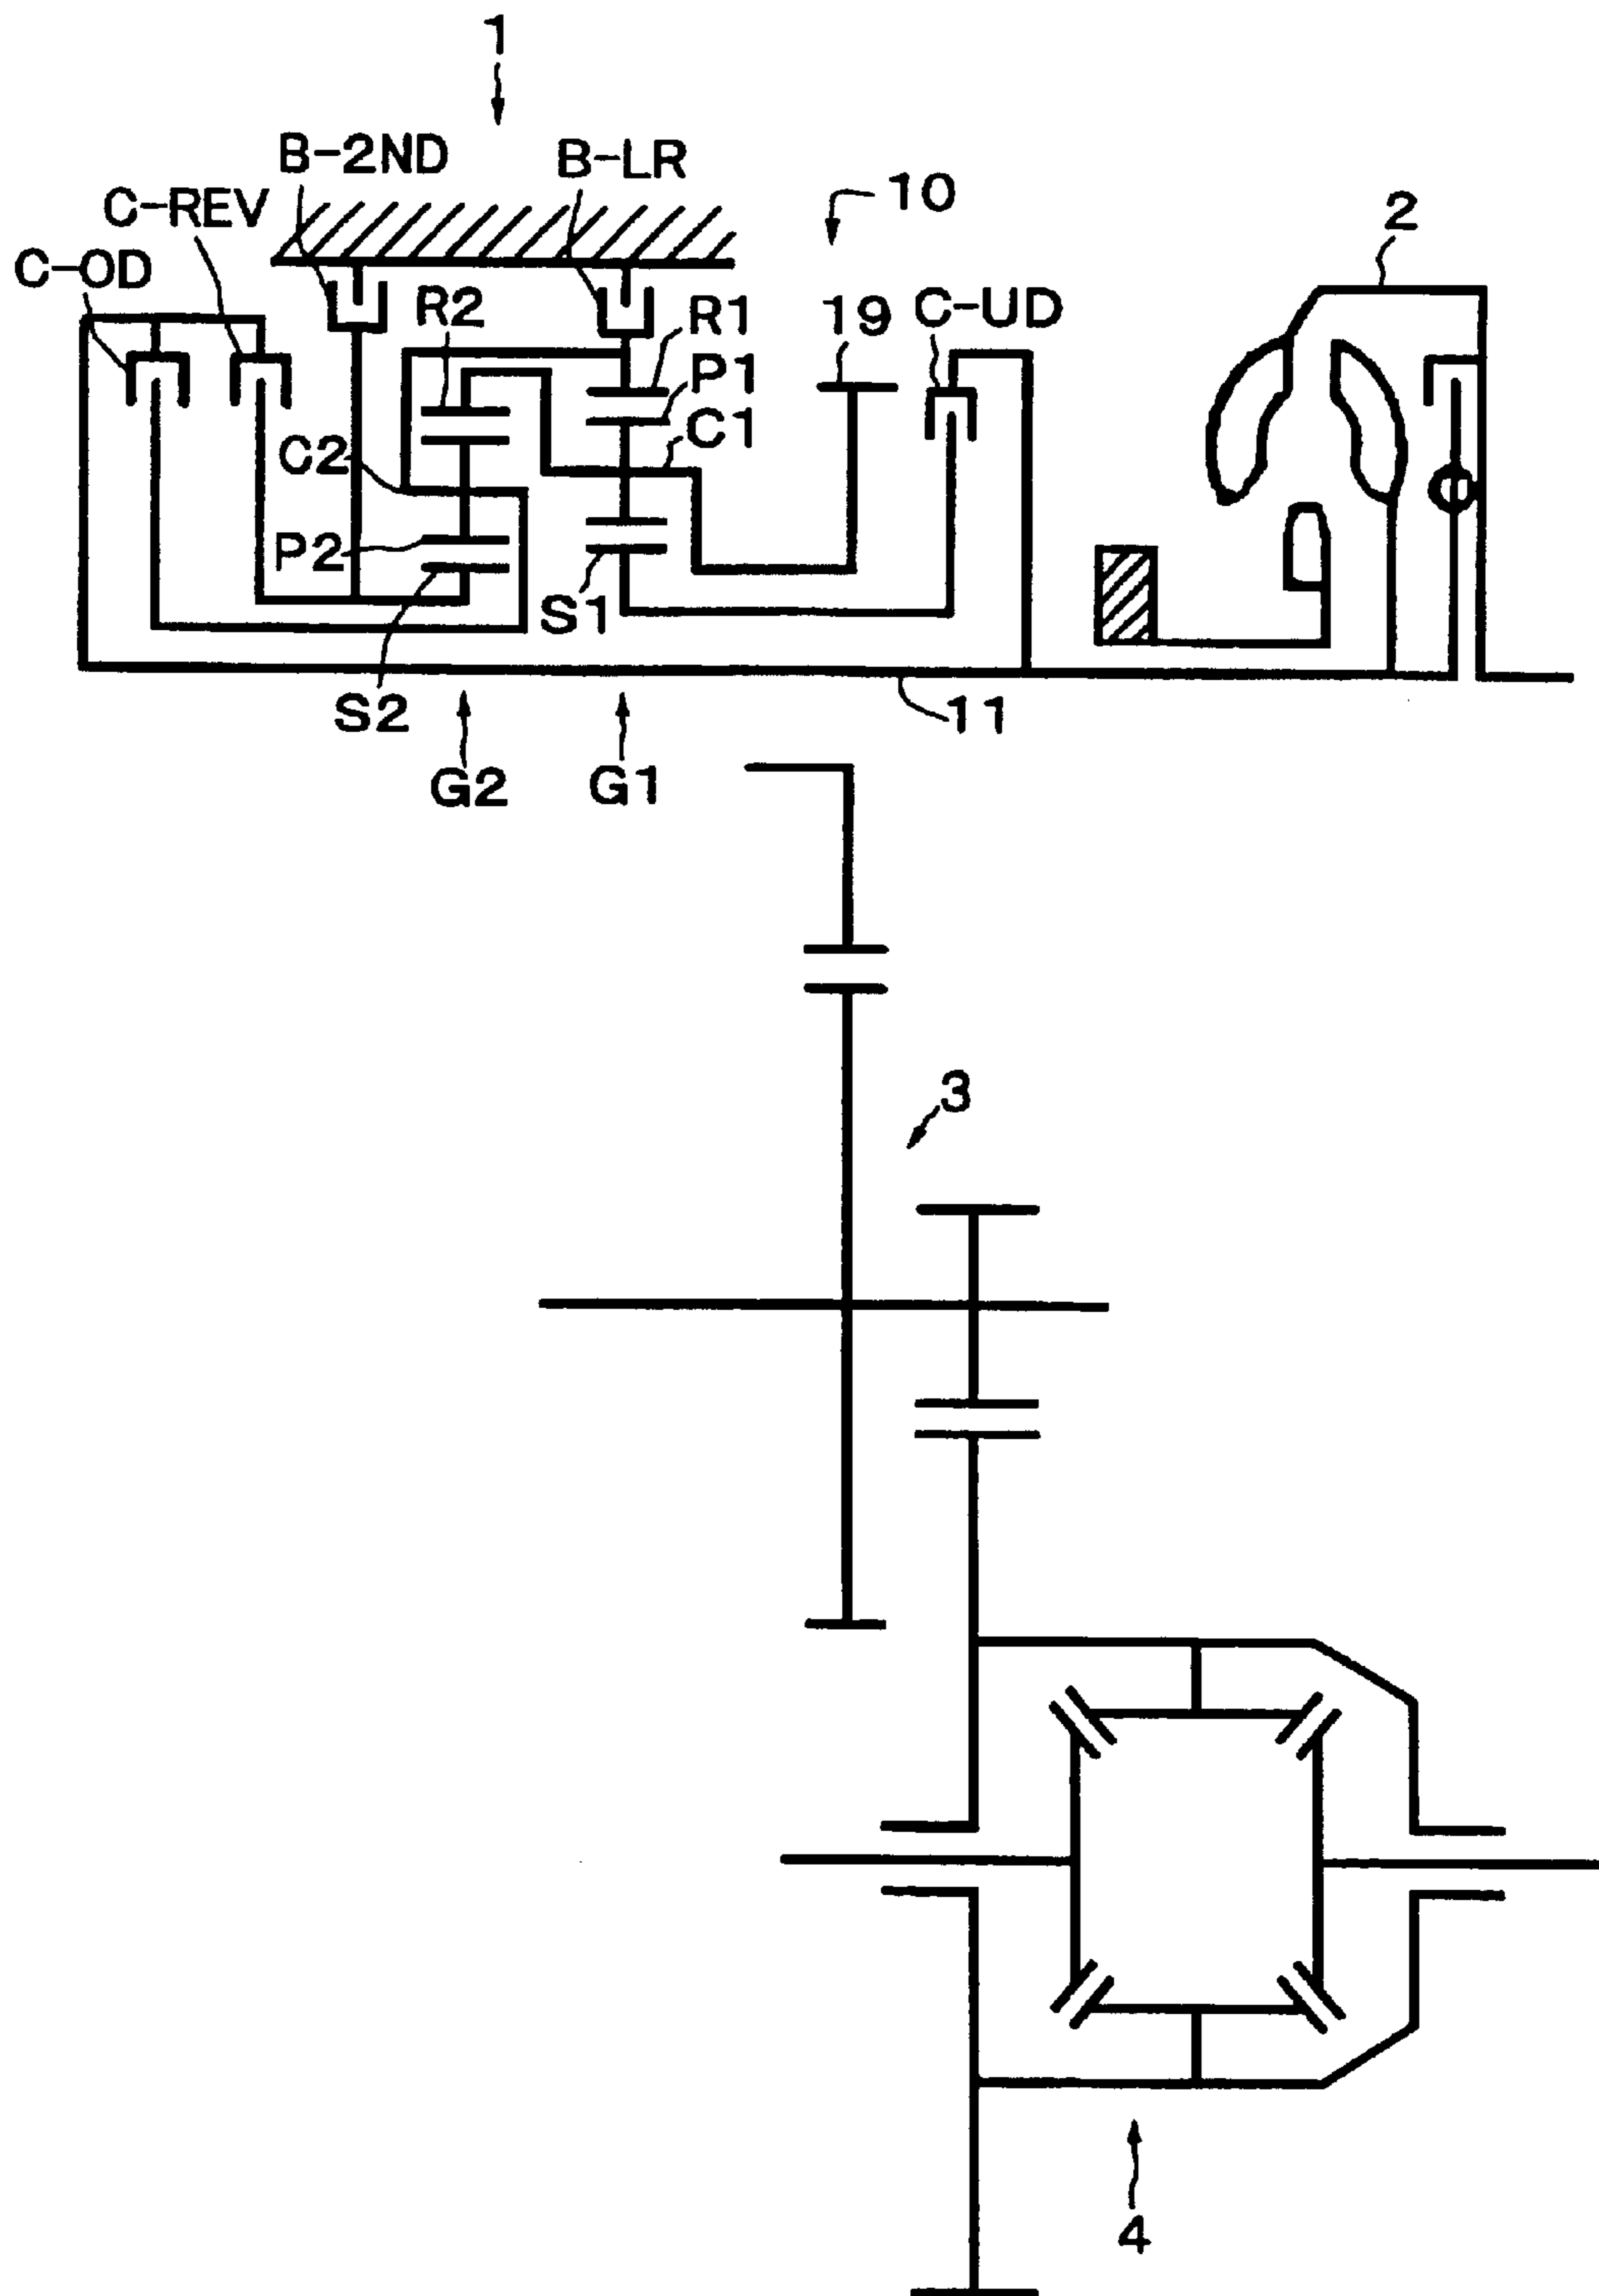 1
B-2ND
B-LR
C-REV
10
2
C-OD
R2
R1
19
C-UD
P1
C1
C2
P2
S1
S2
11
G2
G1
3
4